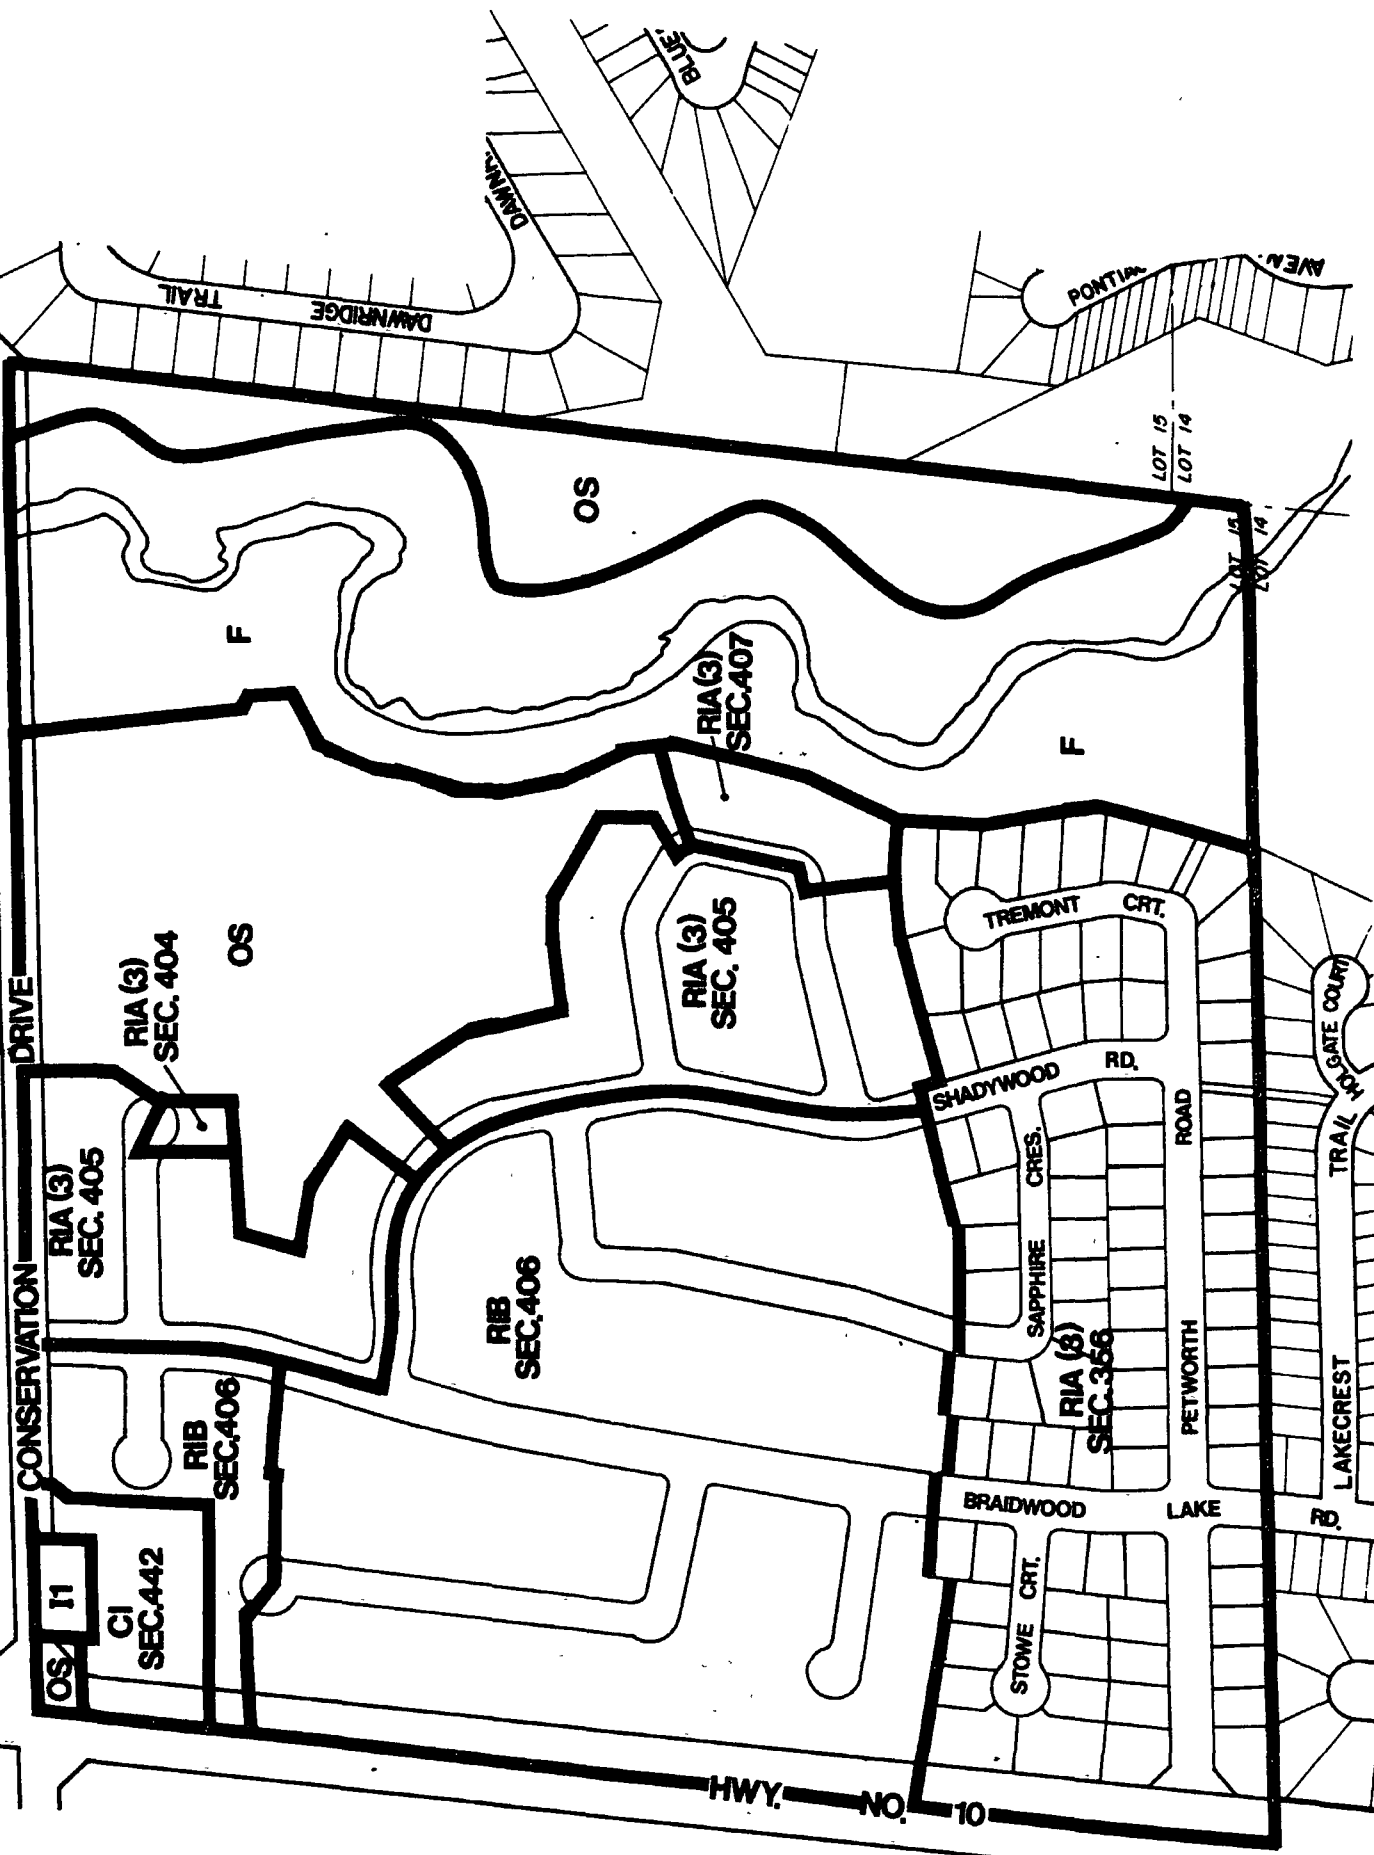 BLUE
DAWNR
DAWNRIDGE
TRAIL
PONTIAC
AVEN
LOT 15
LOT 14
LOT 15
LOT 14
OS
F
RIA (3)
SEC.407
F
OS
RIA (3)
SEC. 404
RIA (3)
SEC. 405
RIA (3)
SEC. 405
CONSERVATION DRIVE
TREMONT CRT.
SHADYWOOD RD.
SAPPHIRE CRES.
PETWORTH ROAD
HOLGATE COURT
LAKECREST TRAIL
RIB
SEC.406
RIB
SEC.406
RIA (3)
SEC.356
BRAIDWOOD LAKE RD.
STOWE CRT.
I1
OS
CI
SEC.442
HWY. NO. 10